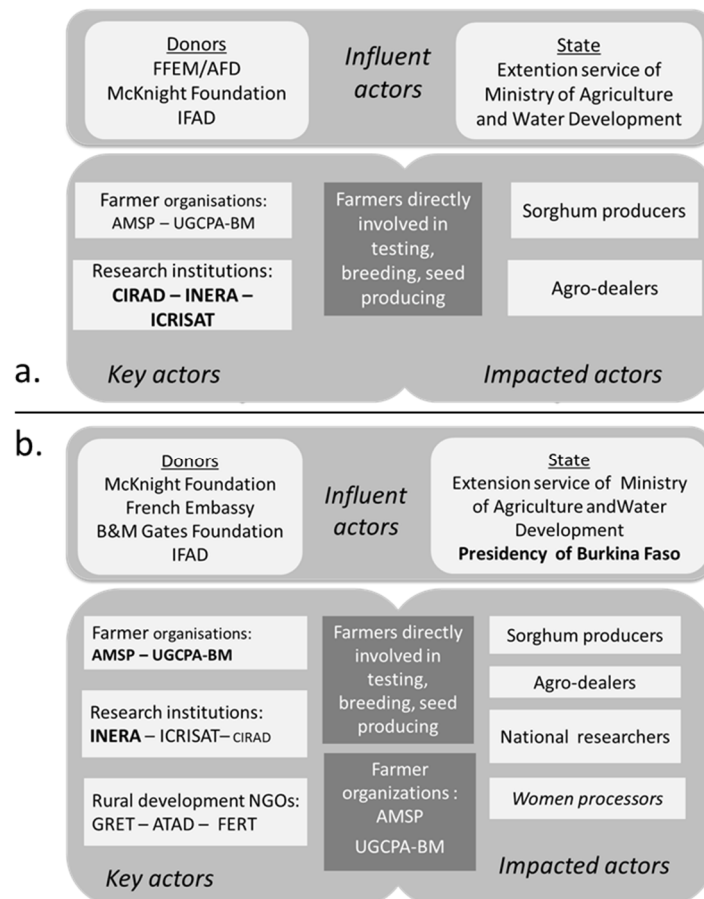 Donors
FFEM/AFD
McKnight Foundation
IFAD
Influent
actors
State
Extention service of
Ministry of Agriculture
and Water Development
Farmer organisations:
AMSP – UGCPA-BM
Research institutions:
CIRAD – INERA –
ICRISAT
Farmers directly
involved in
testing,
breeding, seed
producing
Sorghum producers
Agro-dealers
a.
Key actors
Impacted actors
b.
Donors
McKnight Foundation
French Embassy
B&M Gates Foundation
IFAD
Influent
actors
State
Extension service of Ministry
of Agriculture andWater
Development
Presidency of Burkina Faso
Farmer organisations:
AMSP – UGCPA-BM
Research institutions:
INERA – ICRISAT– CIRAD
Rural development NGOs:
GRET – ATAD – FERT
Farmers directly
involved in
testing,
breeding, seed
producing
Farmer
organizations :
AMSP
UGCPA-BM
Sorghum producers
Agro-dealers
National researchers
Women processors
Key actors
Impacted actors